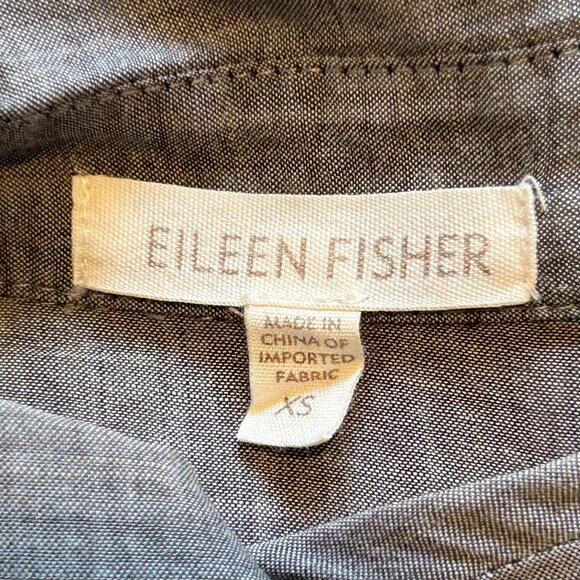 EILEEN FISHER
MADE IN
CHINA OF
IMPORTED
FABRIC
XS